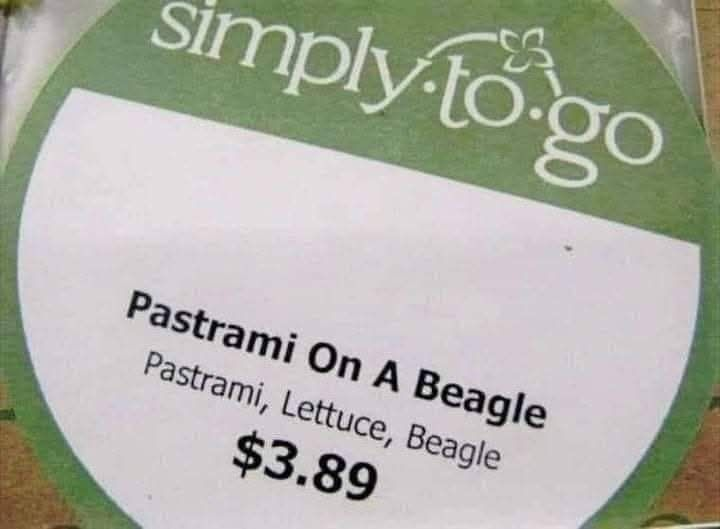 simply·to·go
Pastrami On A Beagle
Pastrami, Lettuce, Beagle
$3.89